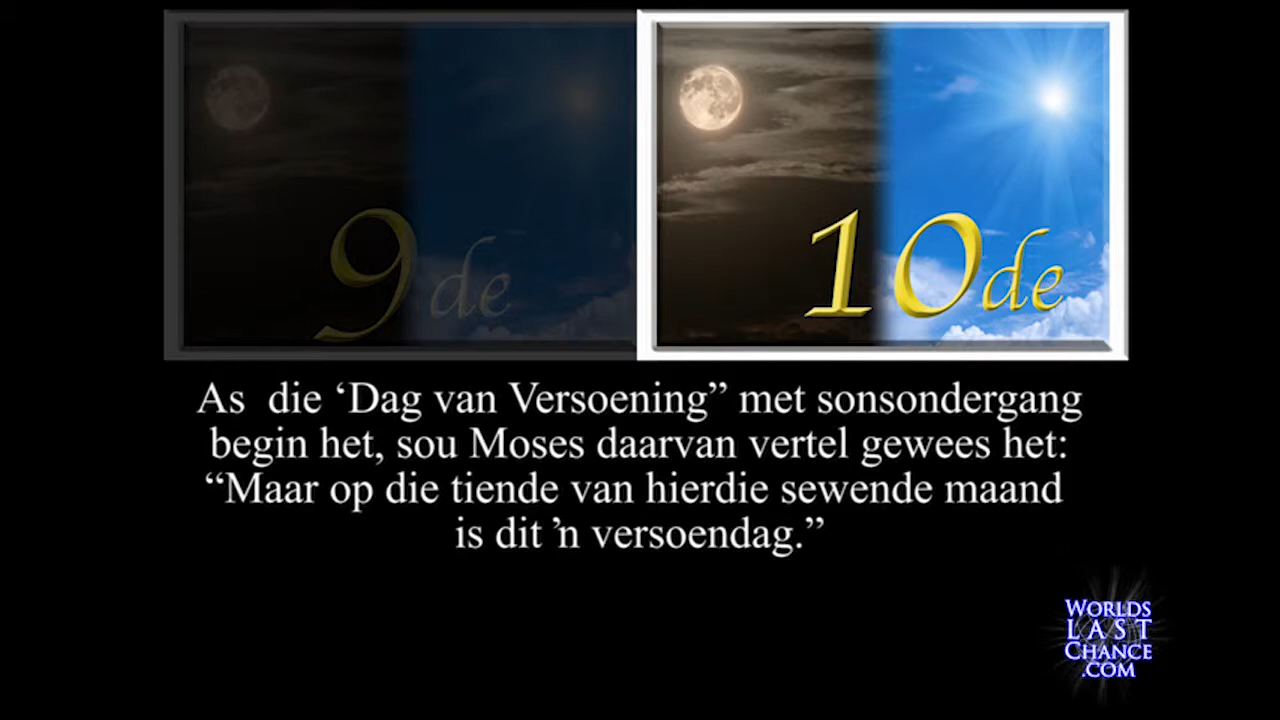 9de
10de
As die ‘Dag van Versoening” met sonsondergang
begin het, sou Moses daarvan vertel gewees het:
“Maar op die tiende van hierdie sewende maand
is dit ’n versoendag.”
WORLDS
LAST
CHANCE
.COM